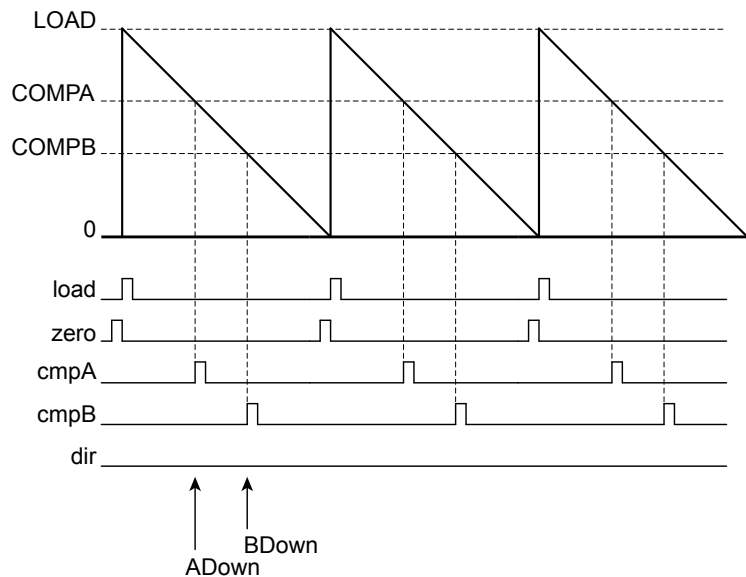 LOAD
COMPA
COMPB
0
load
zero
cmpA
cmpB
dir
BDown
ADown